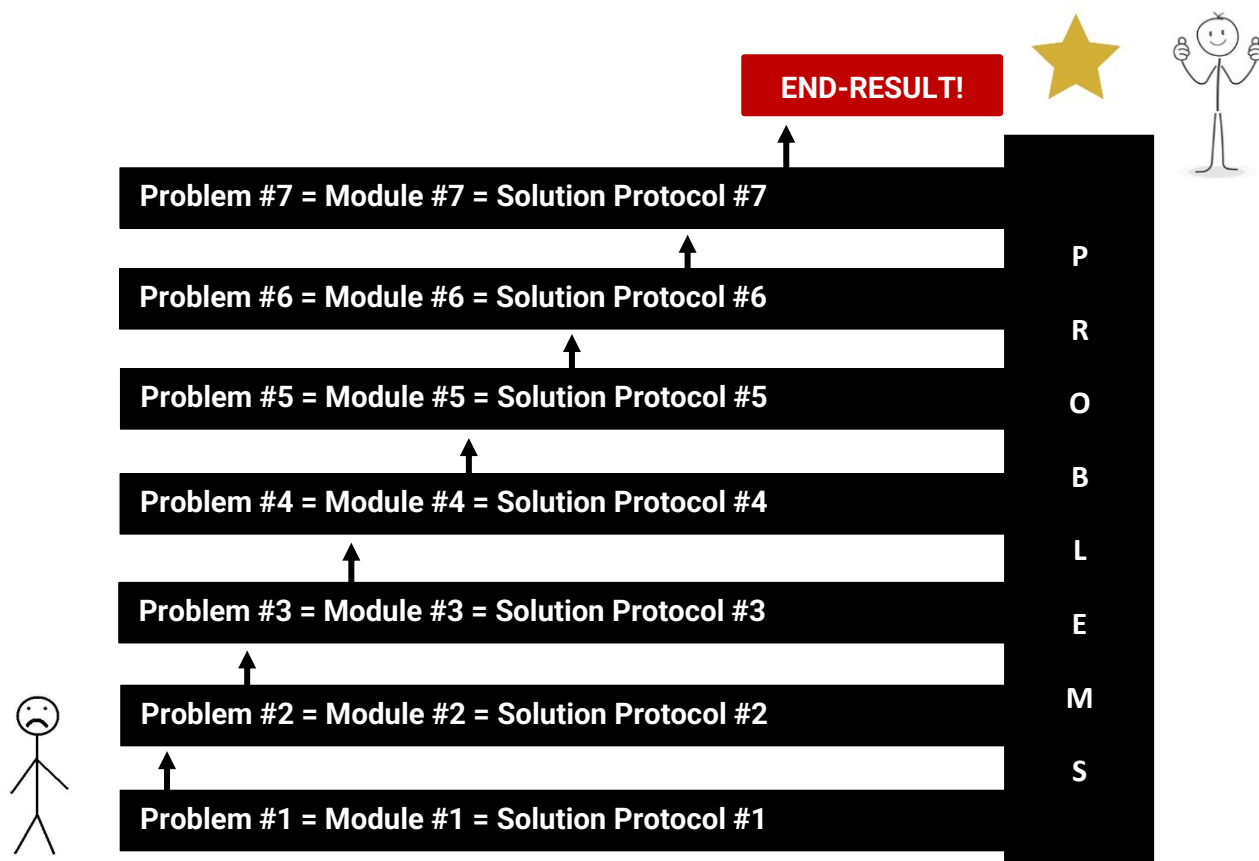 END-RESULT!
Problem #7 = Module #7 = Solution Protocol #7
Problem #6 = Module #6 = Solution Protocol #6
Problem #5 = Module #5 = Solution Protocol #5
Problem #4 = Module #4 = Solution Protocol #4
Problem #3 = Module #3 = Solution Protocol #3
Problem #2 = Module #2 = Solution Protocol #2
Problem #1 = Module #1 = Solution Protocol #1
P
R
O
B
L
E
M
S